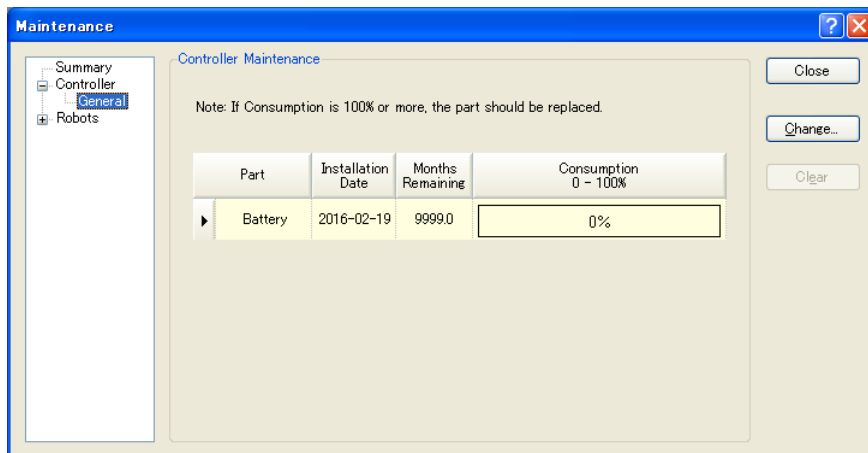 Maintenance
Summary
Controller
General
Robots
Controller Maintenance
Note: If Consumption is 100% or more, the part should be replaced.
Part
Installation Date
Months Remaining
Consumption
0 - 100%
Battery
2016-02-19
9999.0
0%
Close
Change...
Clear